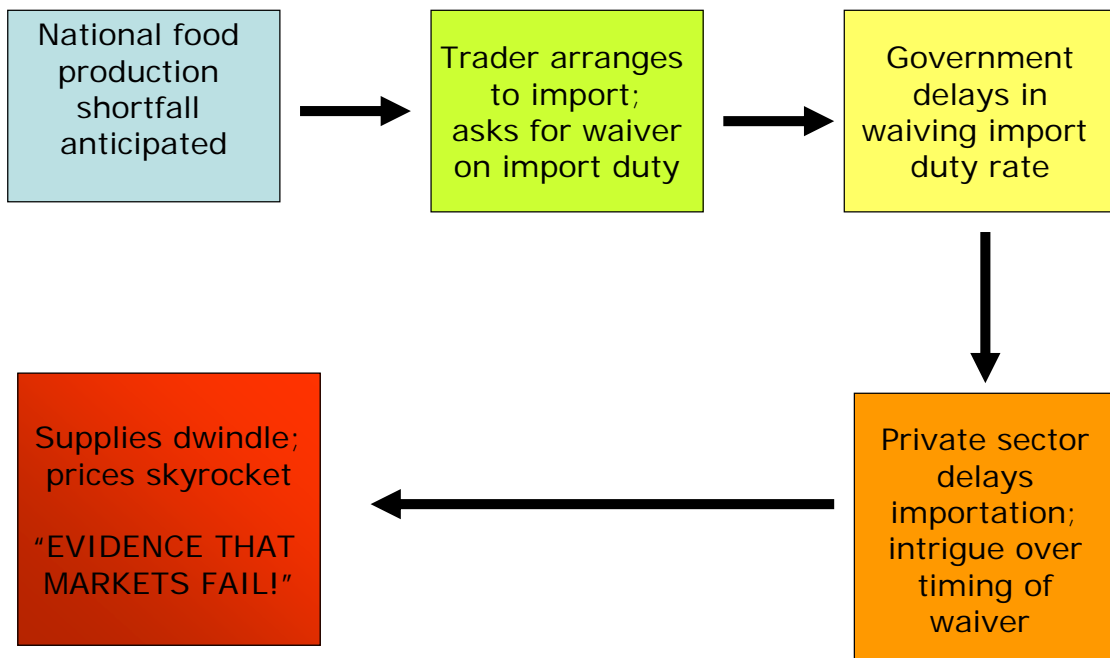 National food
production
shortfall
anticipated
Trader arranges
to import;
asks for waiver
on import duty
Government
delays in
waiving import
duty rate
Private sector
delays
importation;
intrigue over
timing of
waiver
Supplies dwindle;
prices skyrocket
“EVIDENCE THAT
MARKETS FAIL!”